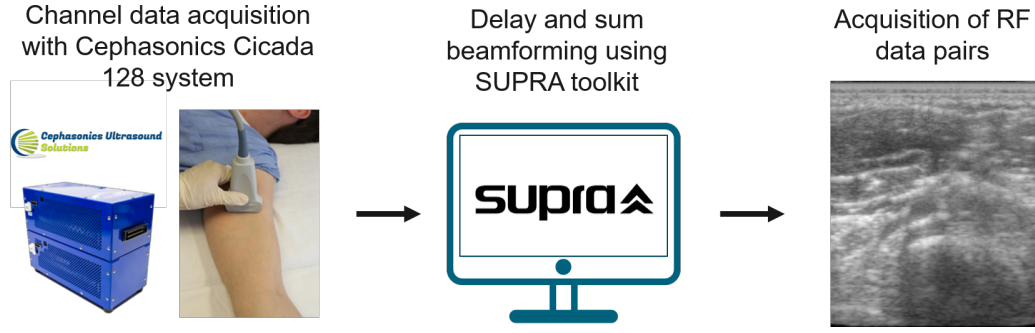 Channel data acquisition
with Cephasonics Cicada
128 system
Cephasonics Ultrasound
Solutions
Delay and sum
beamforming using
SUPRA toolkit
supra
Acquisition of RF
data pairs